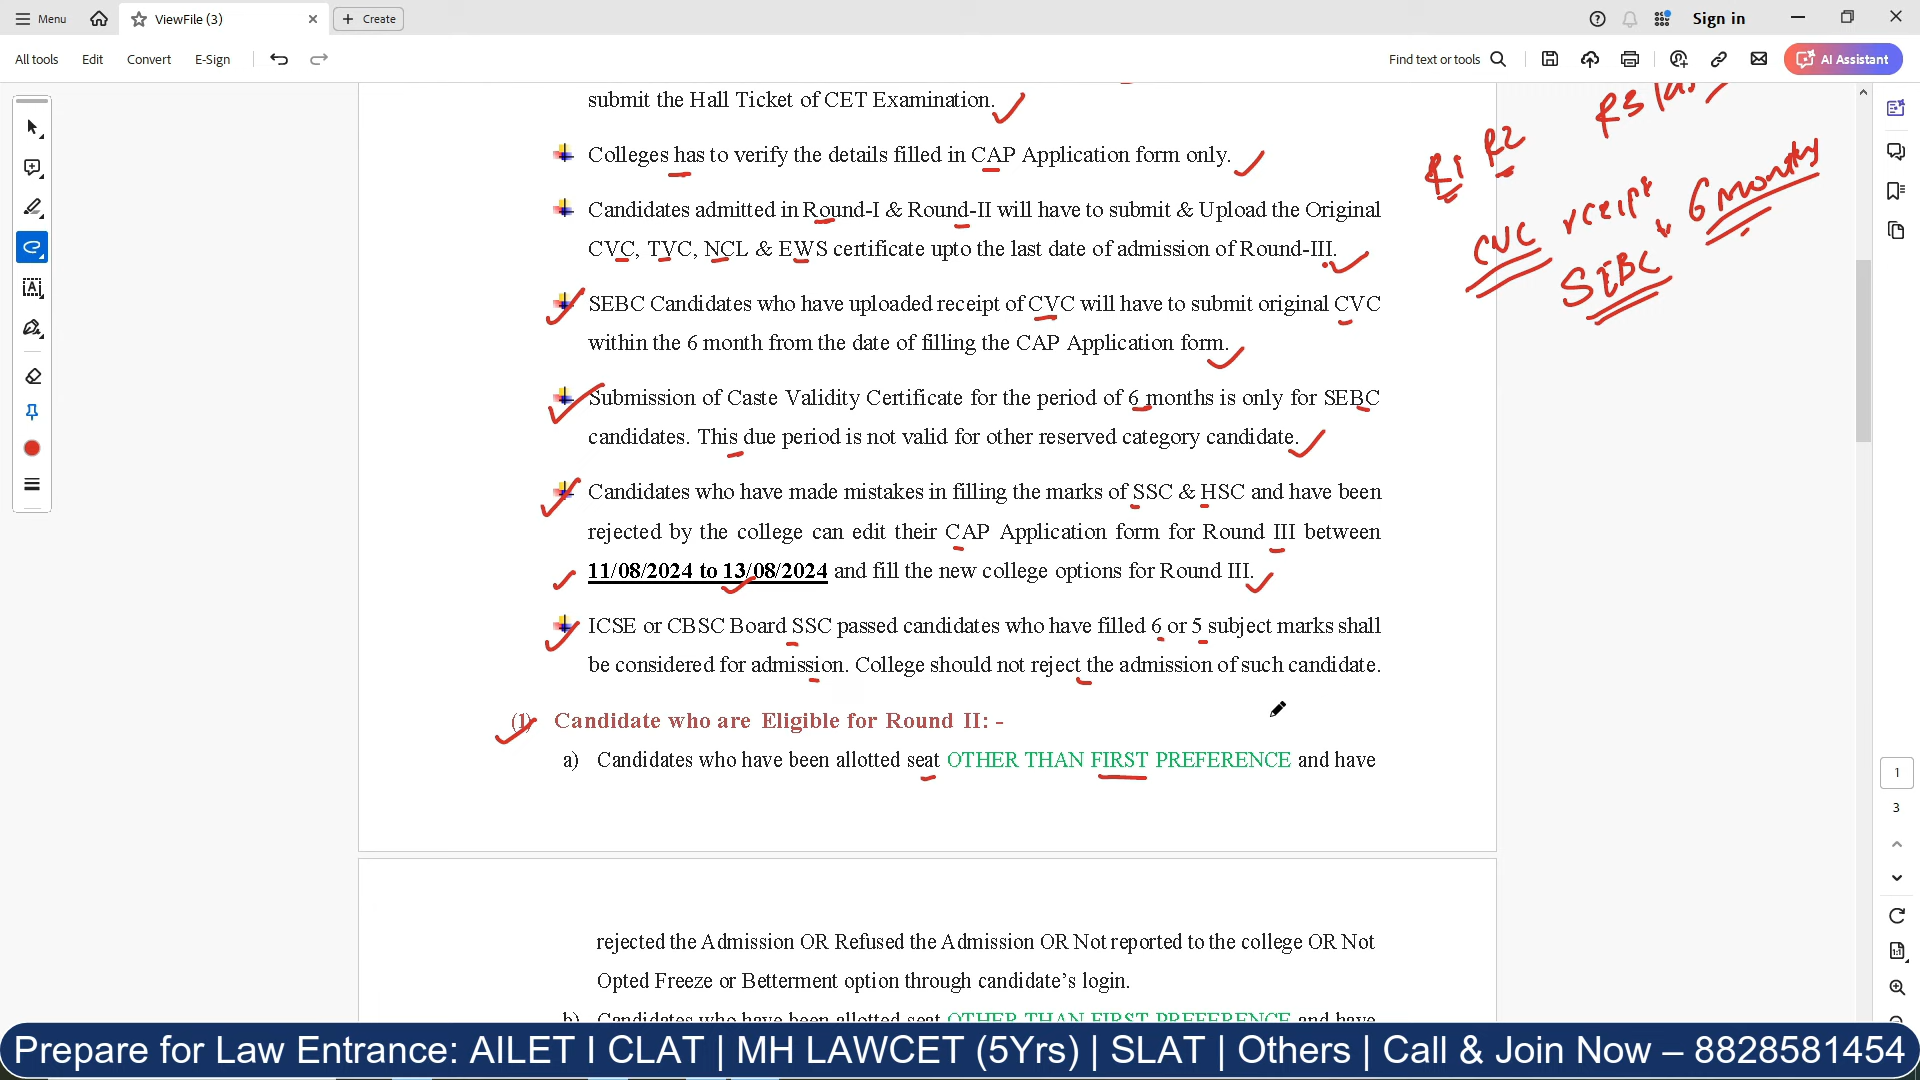 Menu
ViewFile (3)
Create
Sign in
All tools
Edit
Convert
E-Sign
Find text or tools
AI Assistant
submit the Hall Ticket of CET Examination.
Colleges has to verify the details filled in CAP Application form only.
Candidates admitted in Round-I & Round-II will have to submit & Upload the Original
CVC, TVC, NCL & EWS certificate upto the last date of admission of Round-III.
SEBC Candidates who have uploaded receipt of CVC will have to submit original CVC
within the 6 month from the date of filling the CAP Application form.
Submission of Caste Validity Certificate for the period of 6 months is only for SEBC
candidates. This due period is not valid for other reserved category candidate.
Candidates who have made mistakes in filling the marks of SSC & HSC and have been
rejected by the college can edit their CAP Application form for Round III between
11/08/2024 to 13/08/2024 and fill the new college options for Round III.
ICSE or CBSC Board SSC passed candidates who have filled 6 or 5 subject marks shall
be considered for admission. College should not reject the admission of such candidate.
(1) Candidate who are Eligible for Round II: -
a) Candidates who have been allotted seat OTHER THAN FIRST PREFERENCE and have
rejected the Admission OR Refused the Admission OR Not reported to the college OR Not
Opted Freeze or Betterment option through candidate's login.
b) Candidates who have been allotted seat OTHER THAN FIRST PREFERENCE and have
R1 R2 R3
CVC receipt 6 months
SEBC
1
3
Prepare for Law Entrance: AILET I CLAT | MH LAWCET (5Yrs) | SLAT | Others | Call & Join Now – 8828581454